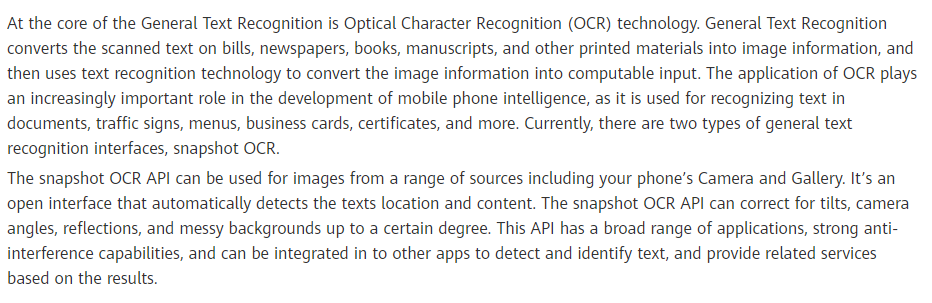 At the core of the General Text Recognition is Optical Character Recognition (OCR) technology. General Text Recognition
converts the scanned text on bills, newspapers, books, manuscripts, and other printed materials into image information, and
then uses text recognition technology to convert the image information into computable input. The application of OCR plays
an increasingly important role in the development of mobile phone intelligence, as it is used for recognizing text in
documents, traffic signs, menus, business cards, certificates, and more. Currently, there are two types of general text
recognition interfaces, snapshot OCR.
The snapshot OCR API can be used for images from a range of sources including your phone’s Camera and Gallery. It’s an
open interface that automatically detects the texts location and content. The snapshot OCR API can correct for tilts, camera
angles, reflections, and messy backgrounds up to a certain degree. This API has a broad range of applications, strong anti-
interference capabilities, and can be integrated in to other apps to detect and identify text, and provide related services
based on the results.